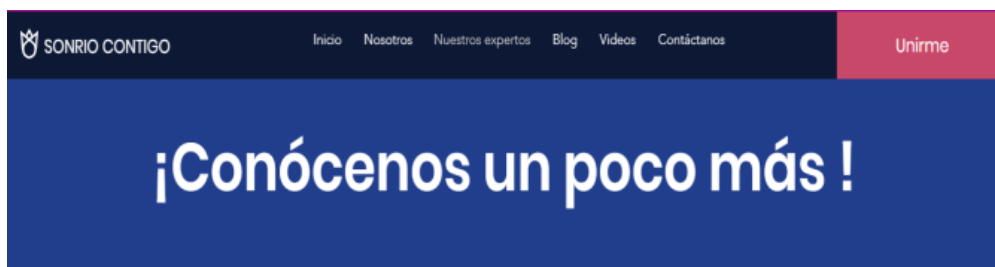 SONRIO CONTIGO
Inicio Nosotros Nuestros expertos Blog Videos Contáctanos
Unirme
¡Conócenos un poco más !